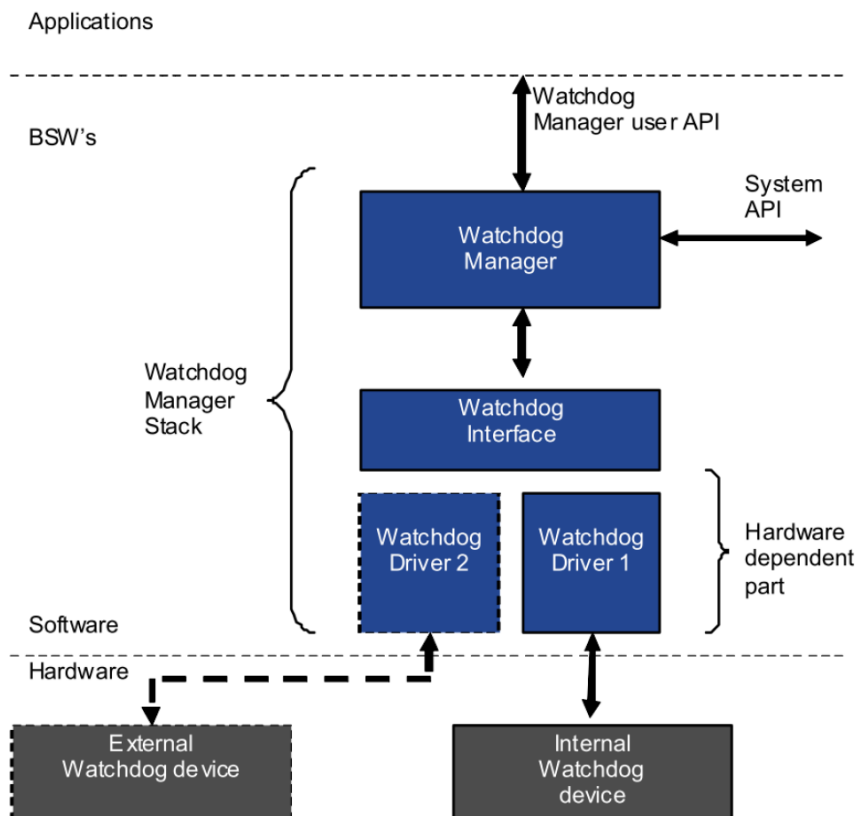 Applications
Watchdog
Manager user API
BSW's
System
API
Watchdog
Manager
Watchdog
Manager
Stack
Watchdog
Interface
Watchdog
Driver 2
Watchdog
Driver 1
Hardware
dependent
part
Software
Hardware
External
Watchdog device
Internal
Watchdog
device